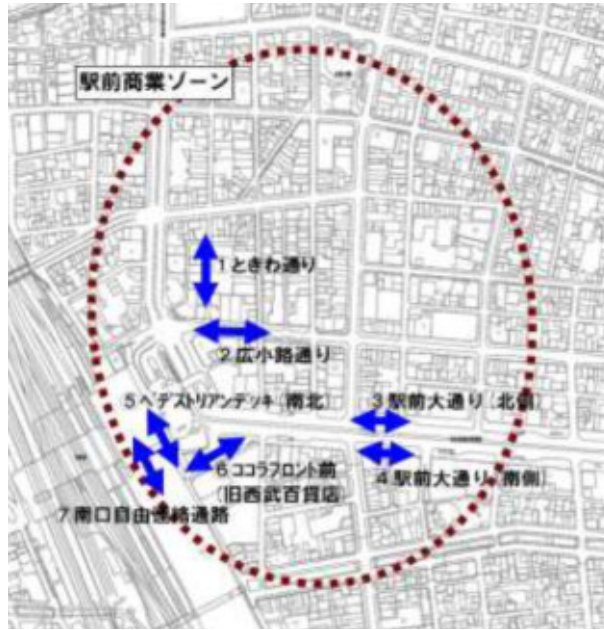 駅前商業ゾーン
1ときわ通り
2広小路通り
5ペデストリアンデッキ(南北)
3駅前大通り(北側)
6ココラフロント前
(旧西武百貨店)
4駅前大通り(南側)
7南口自由連絡通路